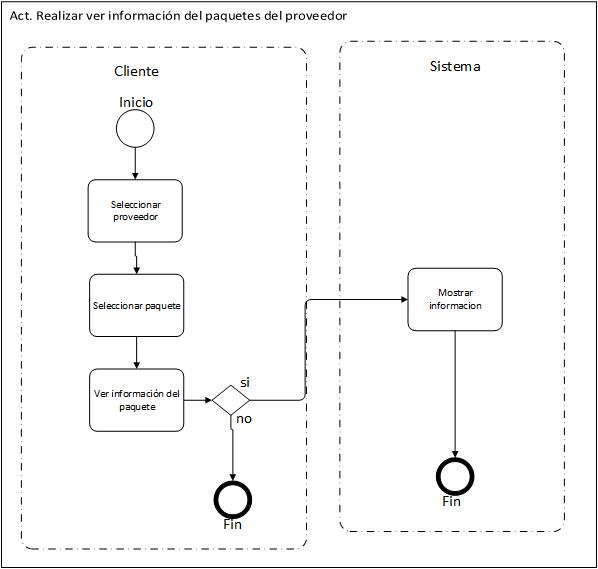 Act. Realizar ver información del paquetes del proveedor
Cliente
Sistema
Inicio
Seleccionar
proveedor
Seleccionar paquete
Mostrar
informacion
Ver información del
paquete
si
no
Fin
Fin